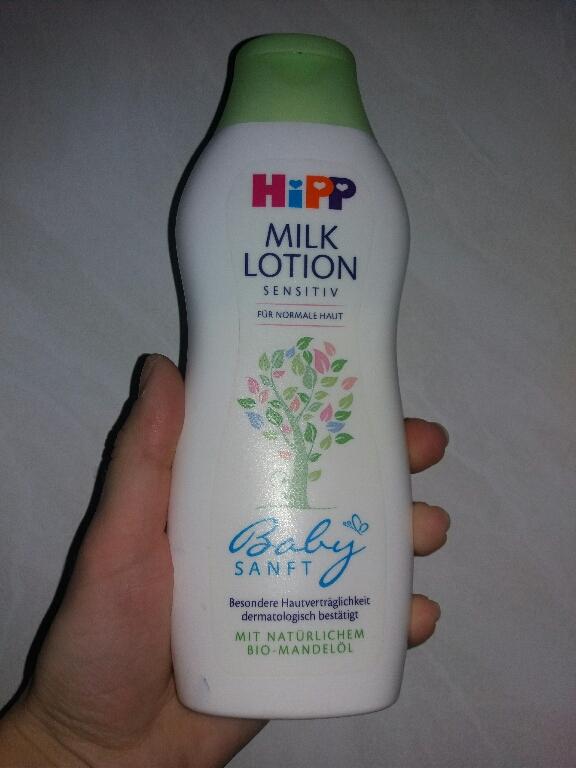 HiPP
MILK
LOTION
SENSITIV
FÜR NORMALE HAUT
Baby
SANFT
Besondere Hautverträglichkeit
dermatologisch bestätigt
MIT NATÜRLICHEM
BIO-MANDELÖL